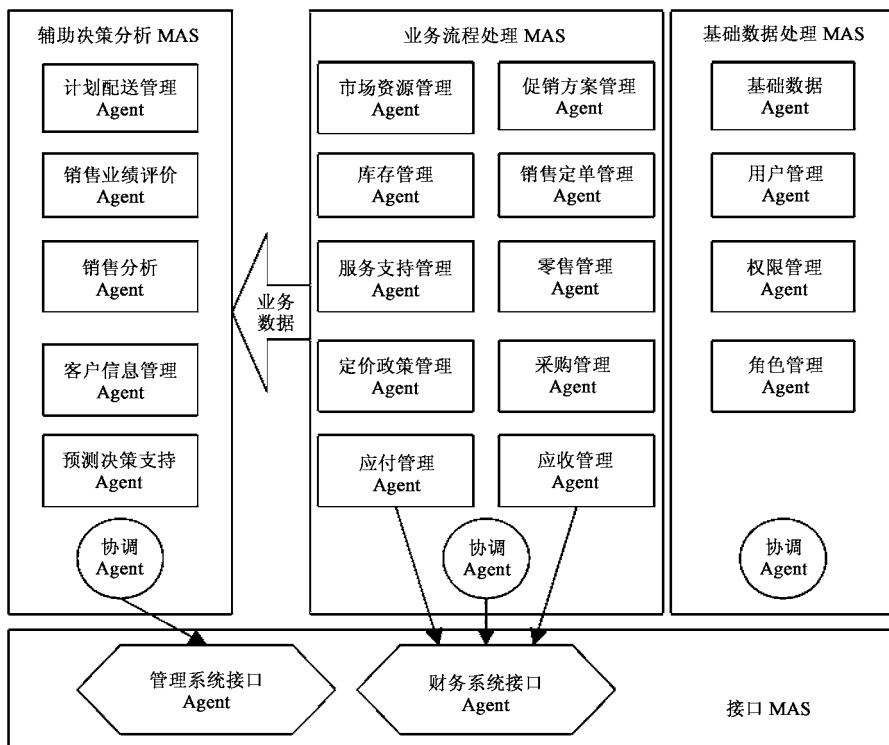 辅助决策分析 MAS
计划配送管理
Agent
销售业绩评价
Agent
销售分析
Agent
客户信息管理
Agent
预测决策支持
Agent
协调
Agent
业务
数据
业务流程处理 MAS
市场资源管理
Agent
促销方案管理
Agent
库存管理
Agent
销售定单管理
Agent
服务支持管理
Agent
零售管理
Agent
定价政策管理
Agent
采购管理
Agent
应付管理
Agent
应收管理
Agent
协调
Agent
基础数据处理 MAS
基础数据
Agent
用户管理
Agent
权限管理
Agent
角色管理
Agent
协调
Agent
管理系统接口
Agent
财务系统接口
Agent
接口 MAS